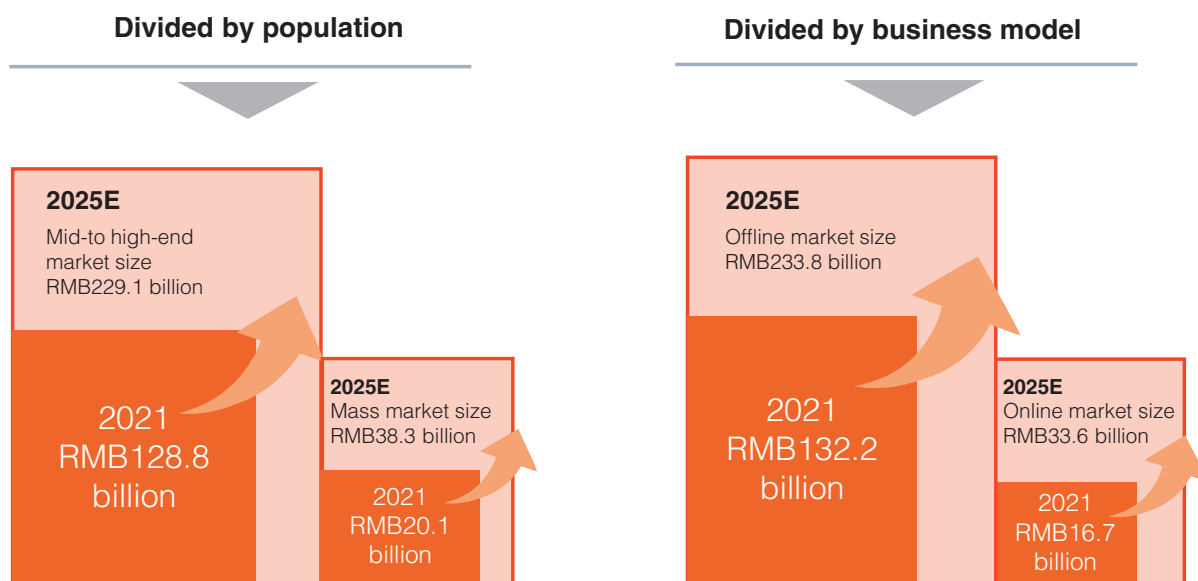 Divided by population
2025E
Mid-to high-end
market size
RMB229.1 billion
2021
RMB128.8
billion
2025E
Mass market size
RMB38.3 billion
2021
RMB20.1
billion
Divided by business model
2025E
Offline market size
RMB233.8 billion
2021
RMB132.2
billion
2025E
Online market size
RMB33.6 billion
2021
RMB16.7
billion